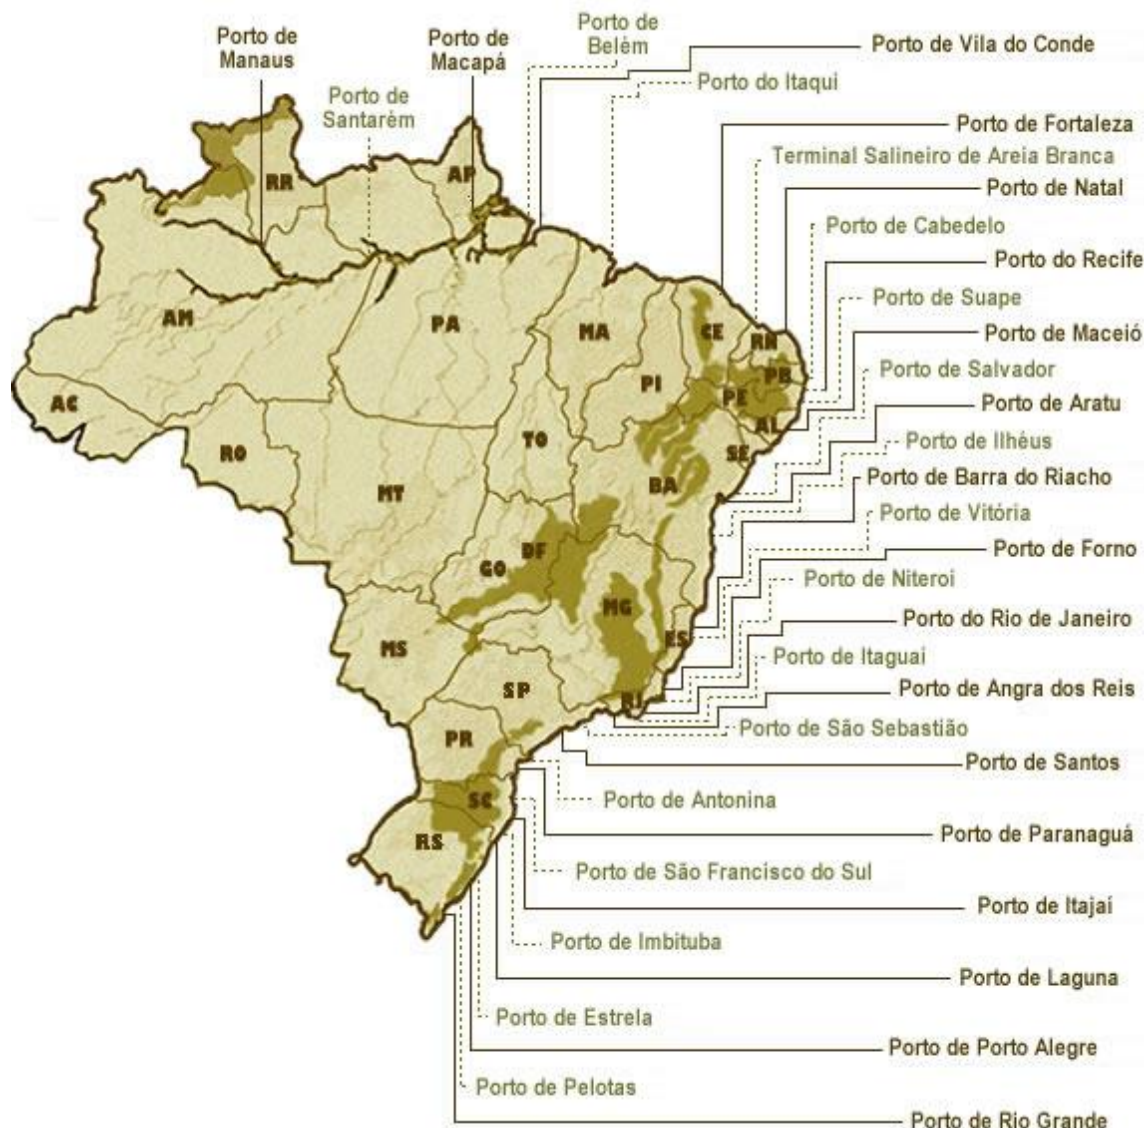 Porto de
Manaus
Porto de
Macapá
Porto de
Belém
Porto de Vila do Conde
Porto do Itaqui
Porto de
Santarém
Porto de Fortaleza
Terminal Salineiro de Areia Branca
Porto de Natal
Porto de Cabedelo
Porto do Recife
Porto de Suape
Porto de Maceió
Porto de Salvador
Porto de Aratu
Porto de Ilhéus
Porto de Barra do Riacho
Porto de Vitória
Porto de Forno
Porto de Niteroi
Porto do Rio de Janeiro
Porto de Itaguaí
Porto de Angra dos Reis
Porto de São Sebastião
Porto de Santos
Porto de Antonina
Porto de Paranaguá
Porto de São Francisco do Sul
Porto de Itajaí
Porto de Imbituba
Porto de Laguna
Porto de Estrela
Porto de Porto Alegre
Porto de Pelotas
Porto de Rio Grande
RR
AP
AM
PA
MA
CE
RN
PB
PI
PE
AL
SE
AC
RO
TO
BA
MT
DF
GO
MG
ES
MS
SP
RJ
PR
SC
RS